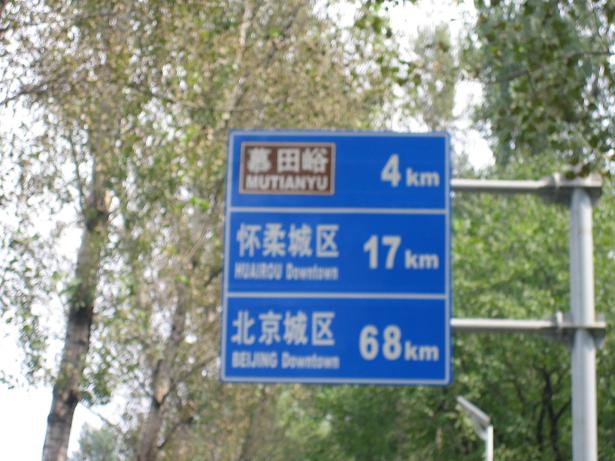 慕田峪 4 km
MUTIANYU
怀柔城区 17 km
HUAIROU Downtown
北京城区 68 km
BEIJING Downtown